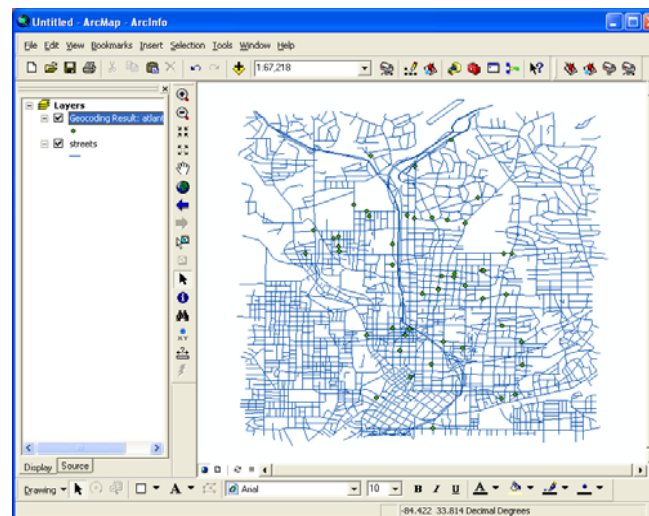 Untitled - ArcMap - ArcInfo
File Edit View Bookmarks Insert Selection Tools Window Help
1:67,218
Layers
Geocoding Result: atlant
streets
XY
Display Source
Drawing A Arial 10 B I U A
-84.422 33.814 Decimal Degrees